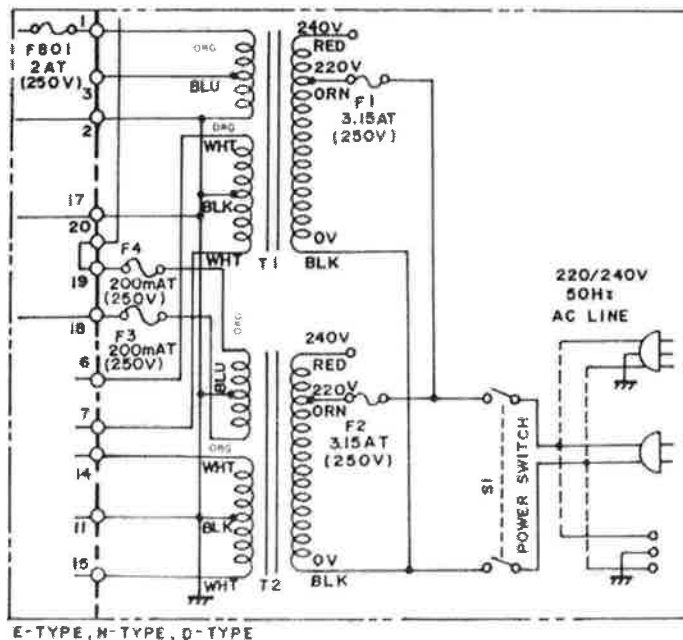 1
ORG
240V
RED
F801
2AT
(250V)
220V
3
BLU
ORN
F1
3.15AT
(250V)
2
ORG
WHT
17
BLK
20
0V
F4
WHT
T1
BLK
19
200mAT
(250V)
220/240V
50Hz
AC LINE
18
ORG
F3
200mAT
(250V)
240V
RED
6
BLU
220V
ORN
F2
3.15AT
(250V)
7
ORG
14
WHT
S1
POWER SWITCH
11
BLK
0V
15
WHT
T2
BLK
E-TYPE, N-TYPE, D-TYPE